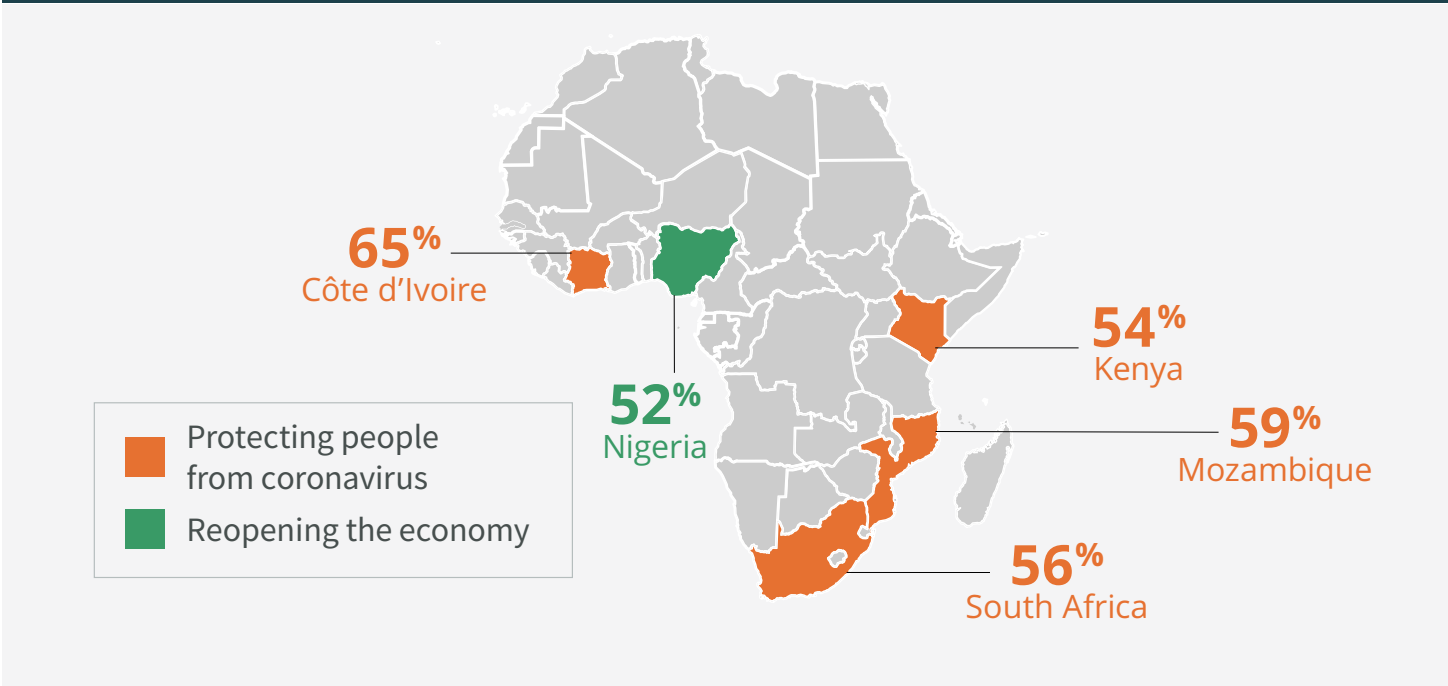 65%
Côte d’Ivoire
52%
Nigeria
54%
Kenya
59%
Mozambique
56%
South Africa
Protecting people
from coronavirus
Reopening the economy